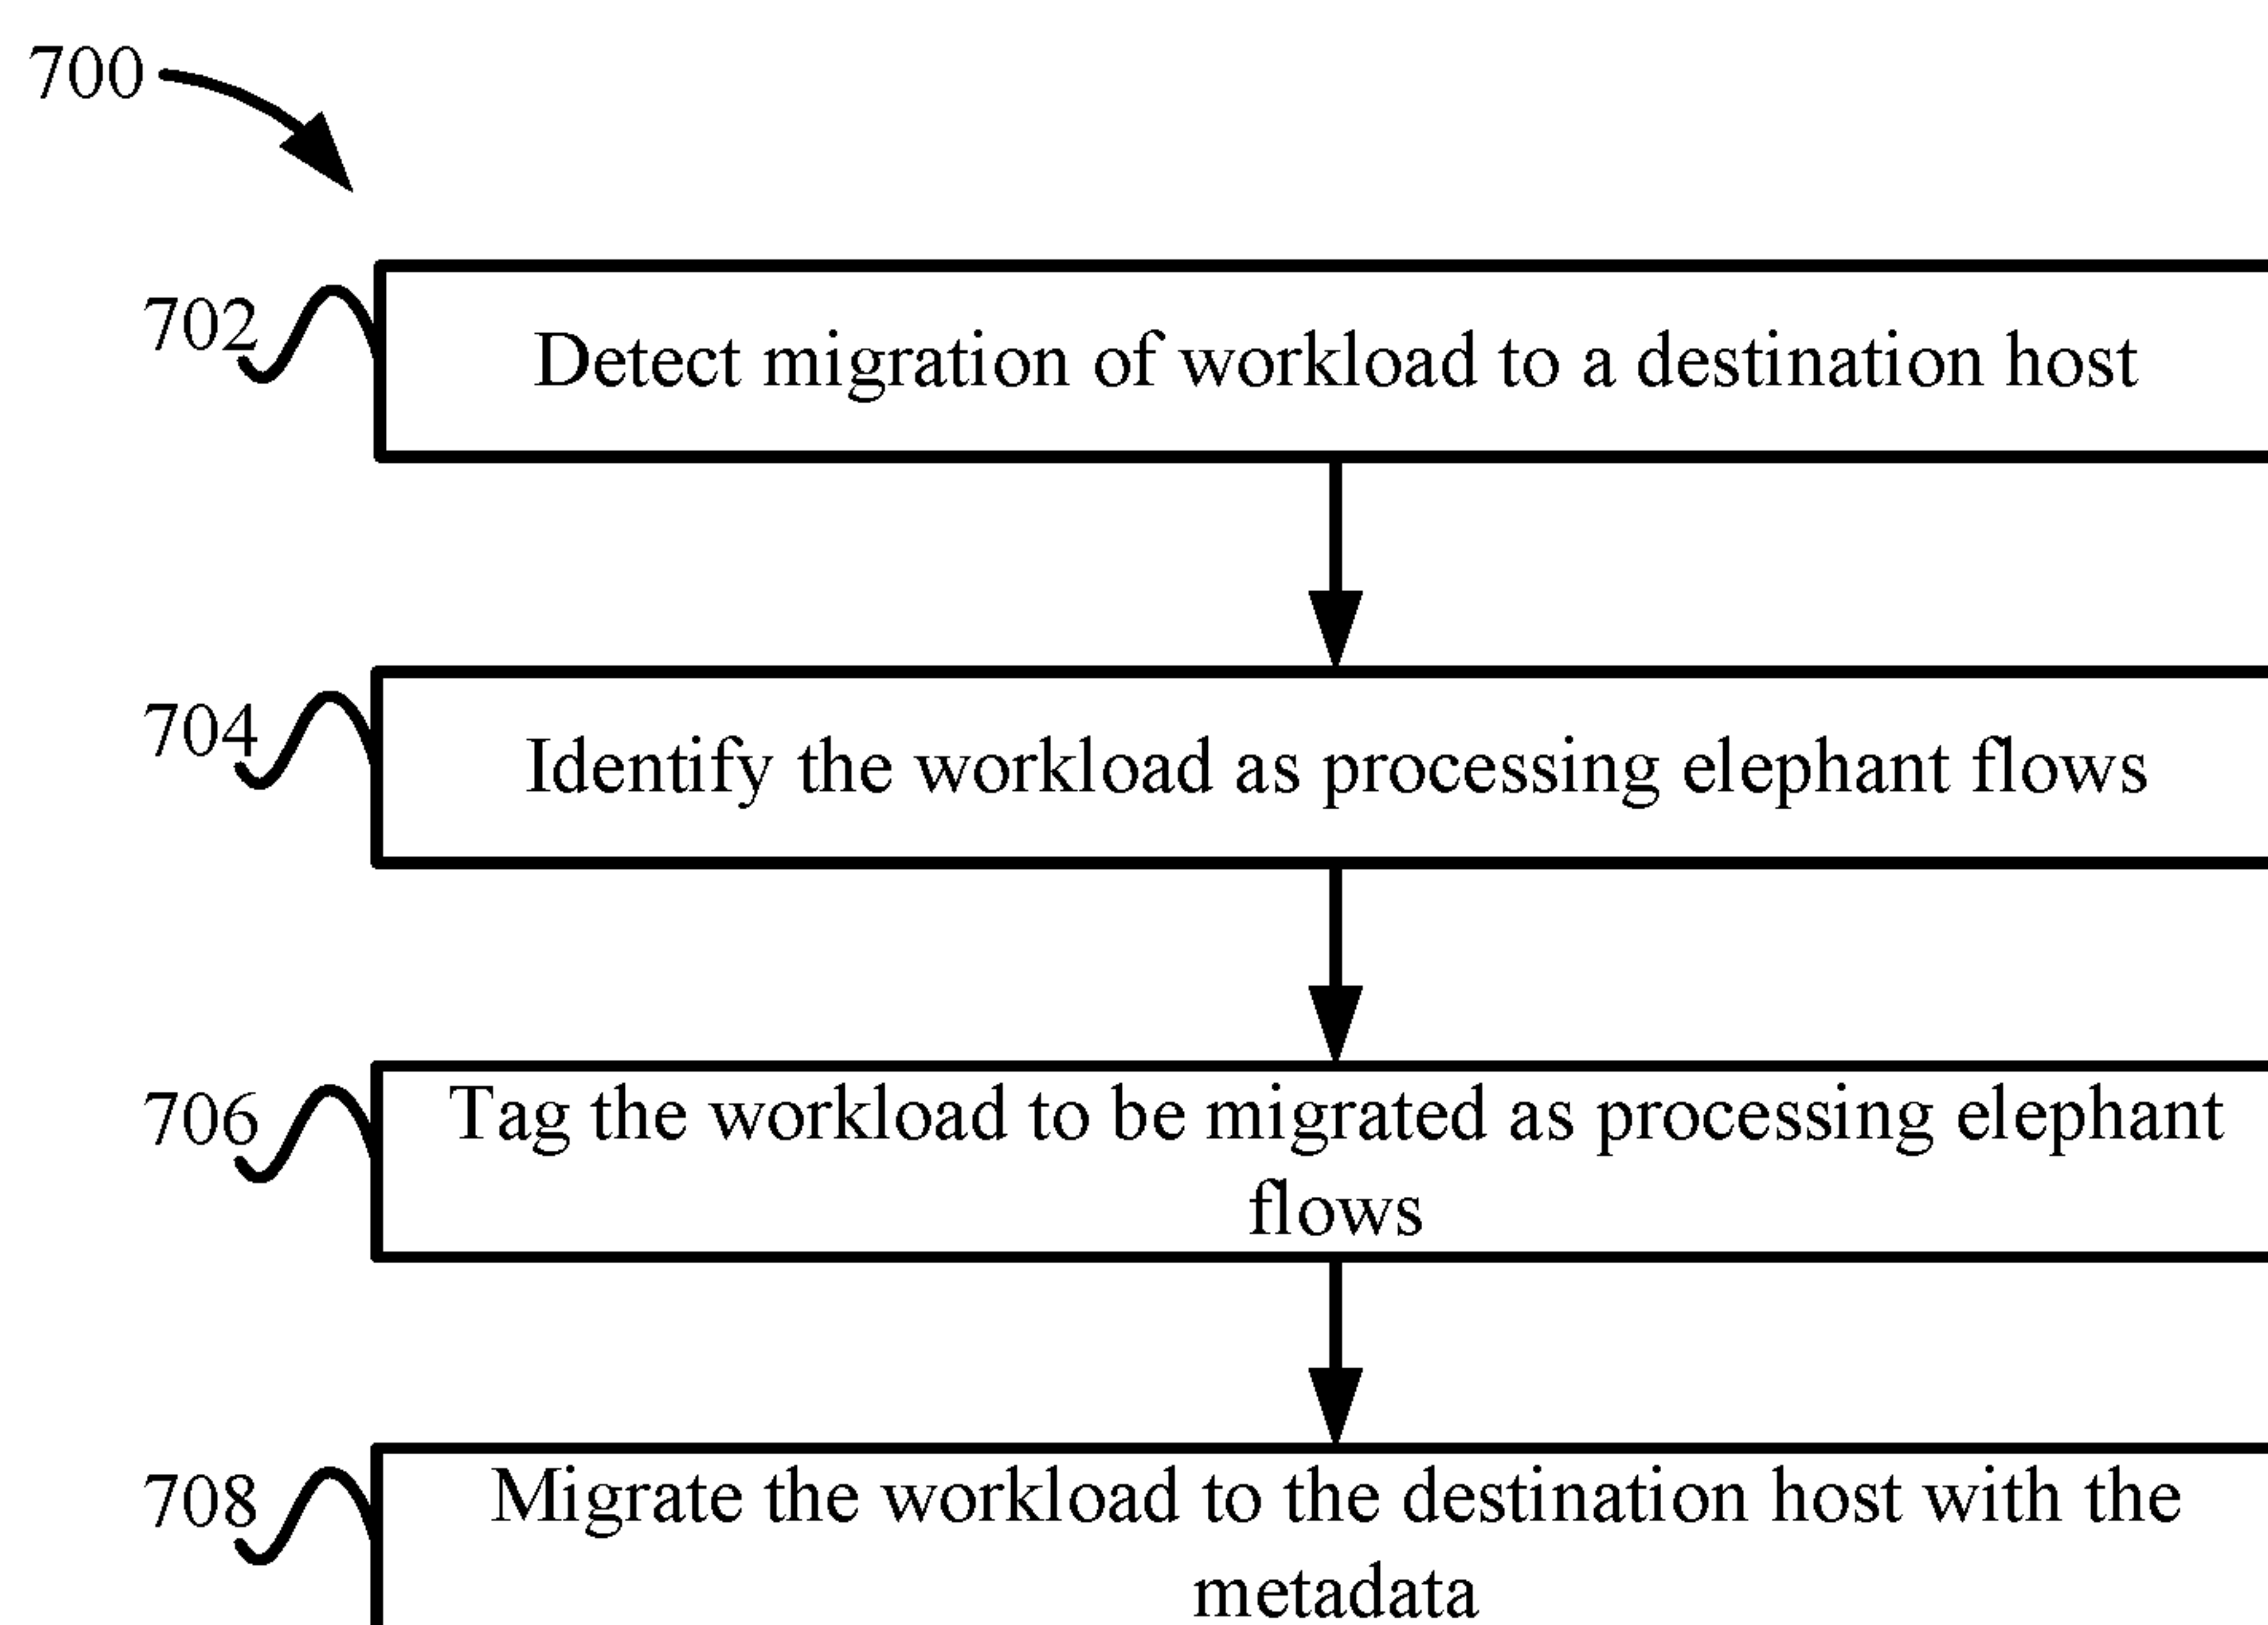 700
702
Detect migration of workload to a destination host
704
Identify the workload as processing elephant flows
706
Tag the workload to be migrated as processing elephant
flows
708
Migrate the workload to the destination host with the
metadata